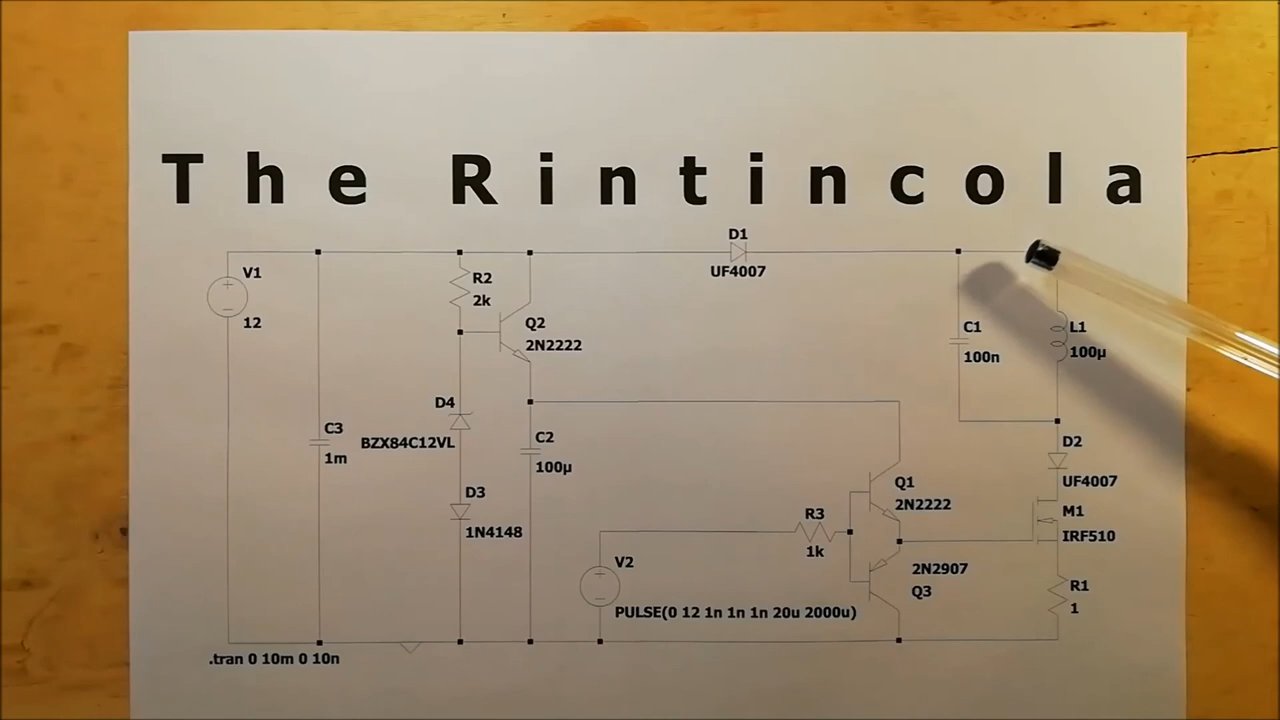 The Rintincola
D1
UF4007
V1
12
R2
2k
Q2
2N2222
C1
100n
L1
100µ
D4
BZX84C12VL
C3
1m
C2
100µ
D2
UF4007
D3
1N4148
Q1
2N2222
R3
1k
M1
IRF510
V2
PULSE(0 12 1n 1n 1n 20u 2000u)
2N2907
Q3
R1
1
.tran 0 10m 0 10n